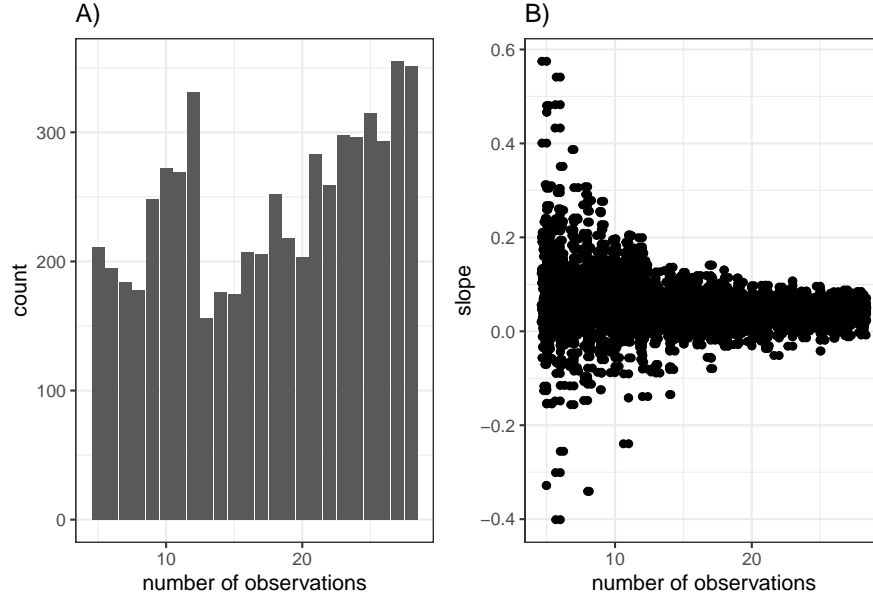 A)
count
300
200
100
0
10 20
number of observations
B)
slope
0.6
0.4
0.2
0.0
−0.2
−0.4
10 20
number of observations